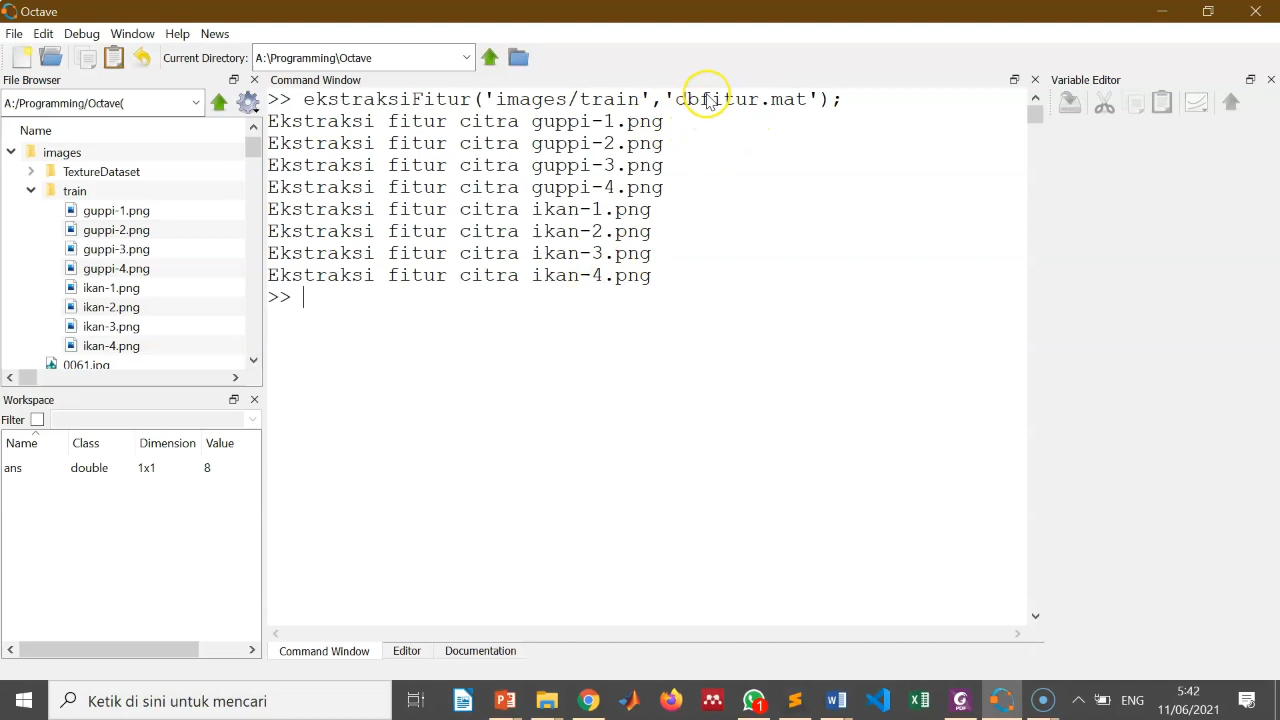 Octave
File Edit Debug Window Help News
Current Directory: A:\Programming\Octave
File Browser
Command Window
Variable Editor
A:/Programming/Octave(
Name
images
TextureDataset
train
guppi-1.png
guppi-2.png
guppi-3.png
guppi-4.png
ikan-1.png
ikan-2.png
ikan-3.png
ikan-4.png
0061.jpg
>> ekstraksiFitur('images/train','dbfitur.mat');
Ekstraksi fitur citra guppi-1.png
Ekstraksi fitur citra guppi-2.png
Ekstraksi fitur citra guppi-3.png
Ekstraksi fitur citra guppi-4.png
Ekstraksi fitur citra ikan-1.png
Ekstraksi fitur citra ikan-2.png
Ekstraksi fitur citra ikan-3.png
Ekstraksi fitur citra ikan-4.png
>>
Workspace
Filter
Name Class Dimension Value
ans double 1x1 8
Command Window Editor Documentation
Ketik di sini untuk mencari
1
ENG
5:42
11/06/2021